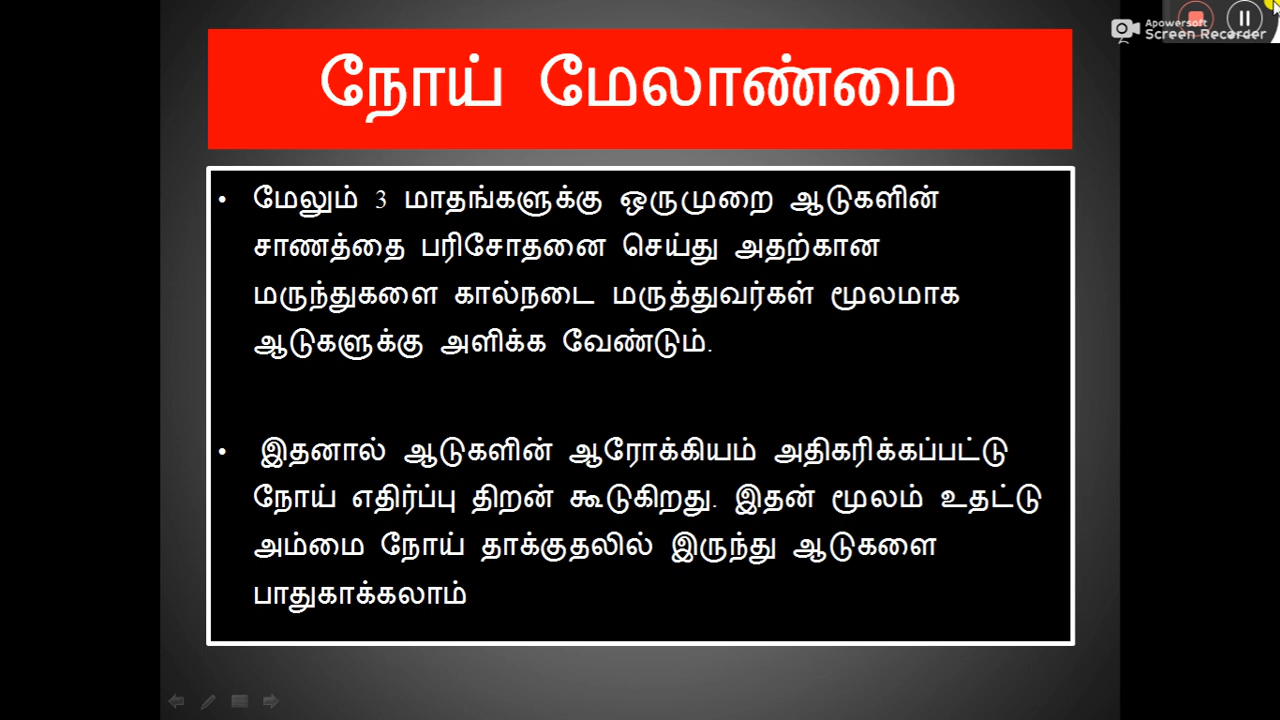 Apowersoft
Screen Recorder
நோய் மேலாண்மை
• மேலும் 3 மாதங்களுக்கு ஒருமுறை ஆடுகளின்
சாணத்தை பரிசோதனை செய்து அதற்கான
மருந்துகளை கால்நடை மருத்துவர்கள் மூலமாக
ஆடுகளுக்கு அளிக்க வேண்டும்.
• இதனால் ஆடுகளின் ஆரோக்கியம் அதிகரிக்கப்பட்டு
நோய் எதிர்ப்பு திறன் கூடுகிறது. இதன் மூலம் உதட்டு
அம்மை நோய் தாக்குதலில் இருந்து ஆடுகளை
பாதுகாக்கலாம்